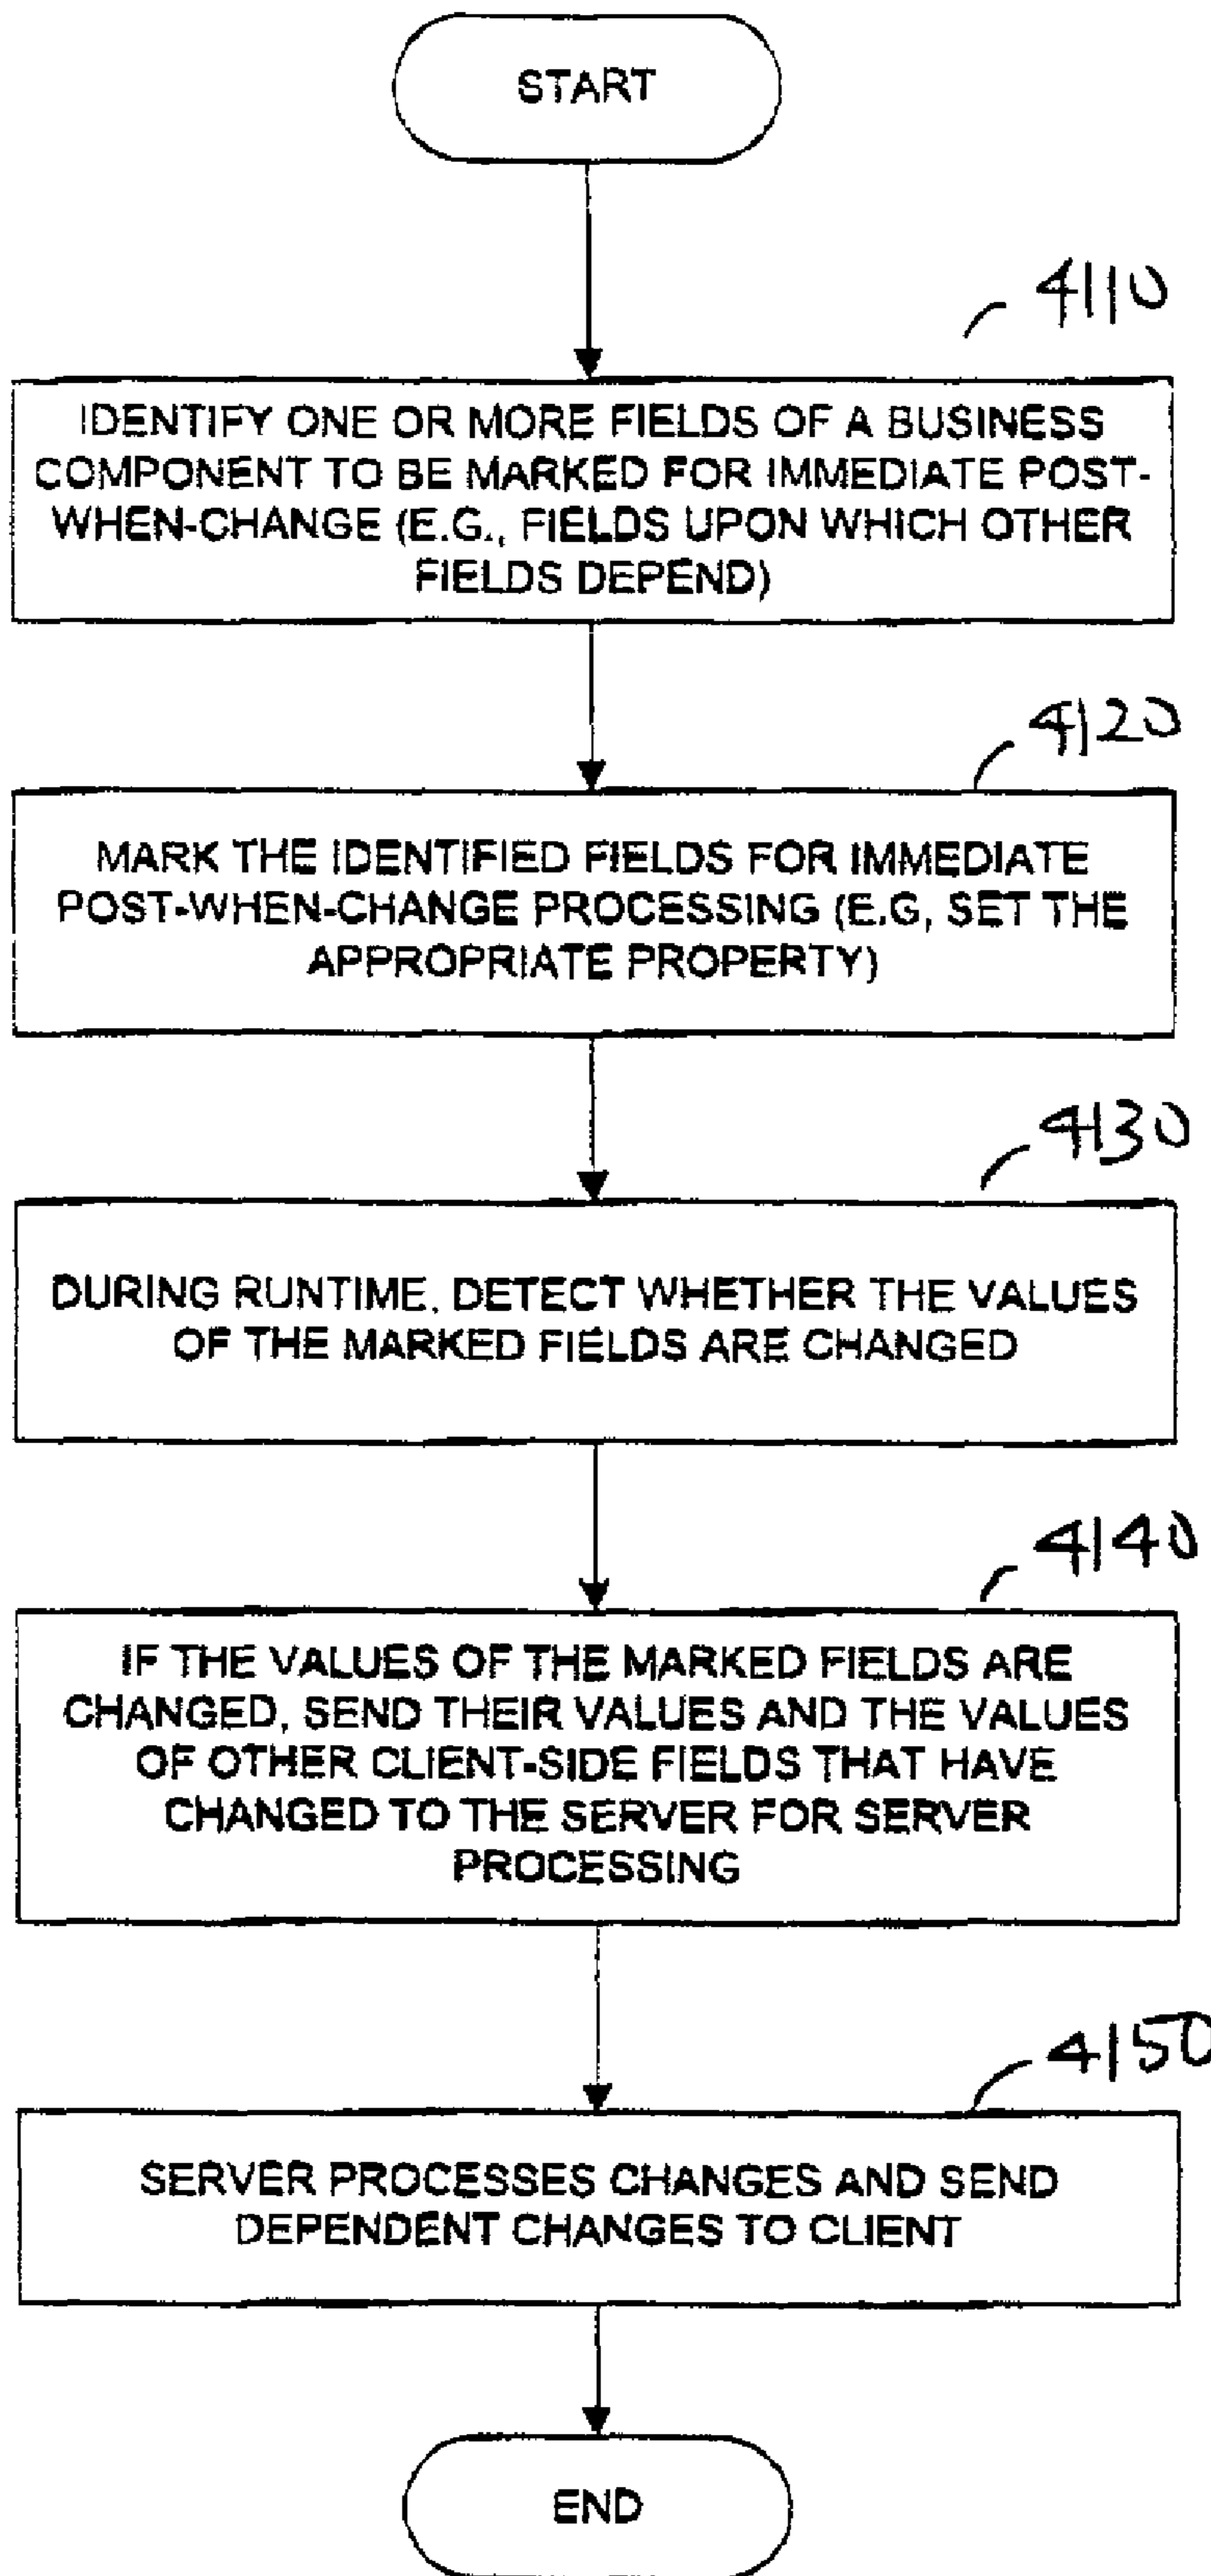 START
4110
IDENTIFY ONE OR MORE FIELDS OF A BUSINESS
COMPONENT TO BE MARKED FOR IMMEDIATE POST-
WHEN-CHANGE (E.G., FIELDS UPON WHICH OTHER
FIELDS DEPEND)
4120
MARK THE IDENTIFIED FIELDS FOR IMMEDIATE
POST-WHEN-CHANGE PROCESSING (E.G, SET THE
APPROPRIATE PROPERTY)
4130
DURING RUNTIME, DETECT WHETHER THE VALUES
OF THE MARKED FIELDS ARE CHANGED
4140
IF THE VALUES OF THE MARKED FIELDS ARE
CHANGED, SEND THEIR VALUES AND THE VALUES
OF OTHER CLIENT-SIDE FIELDS THAT HAVE
CHANGED TO THE SERVER FOR SERVER
PROCESSING
4150
SERVER PROCESSES CHANGES AND SEND
DEPENDENT CHANGES TO CLIENT
END